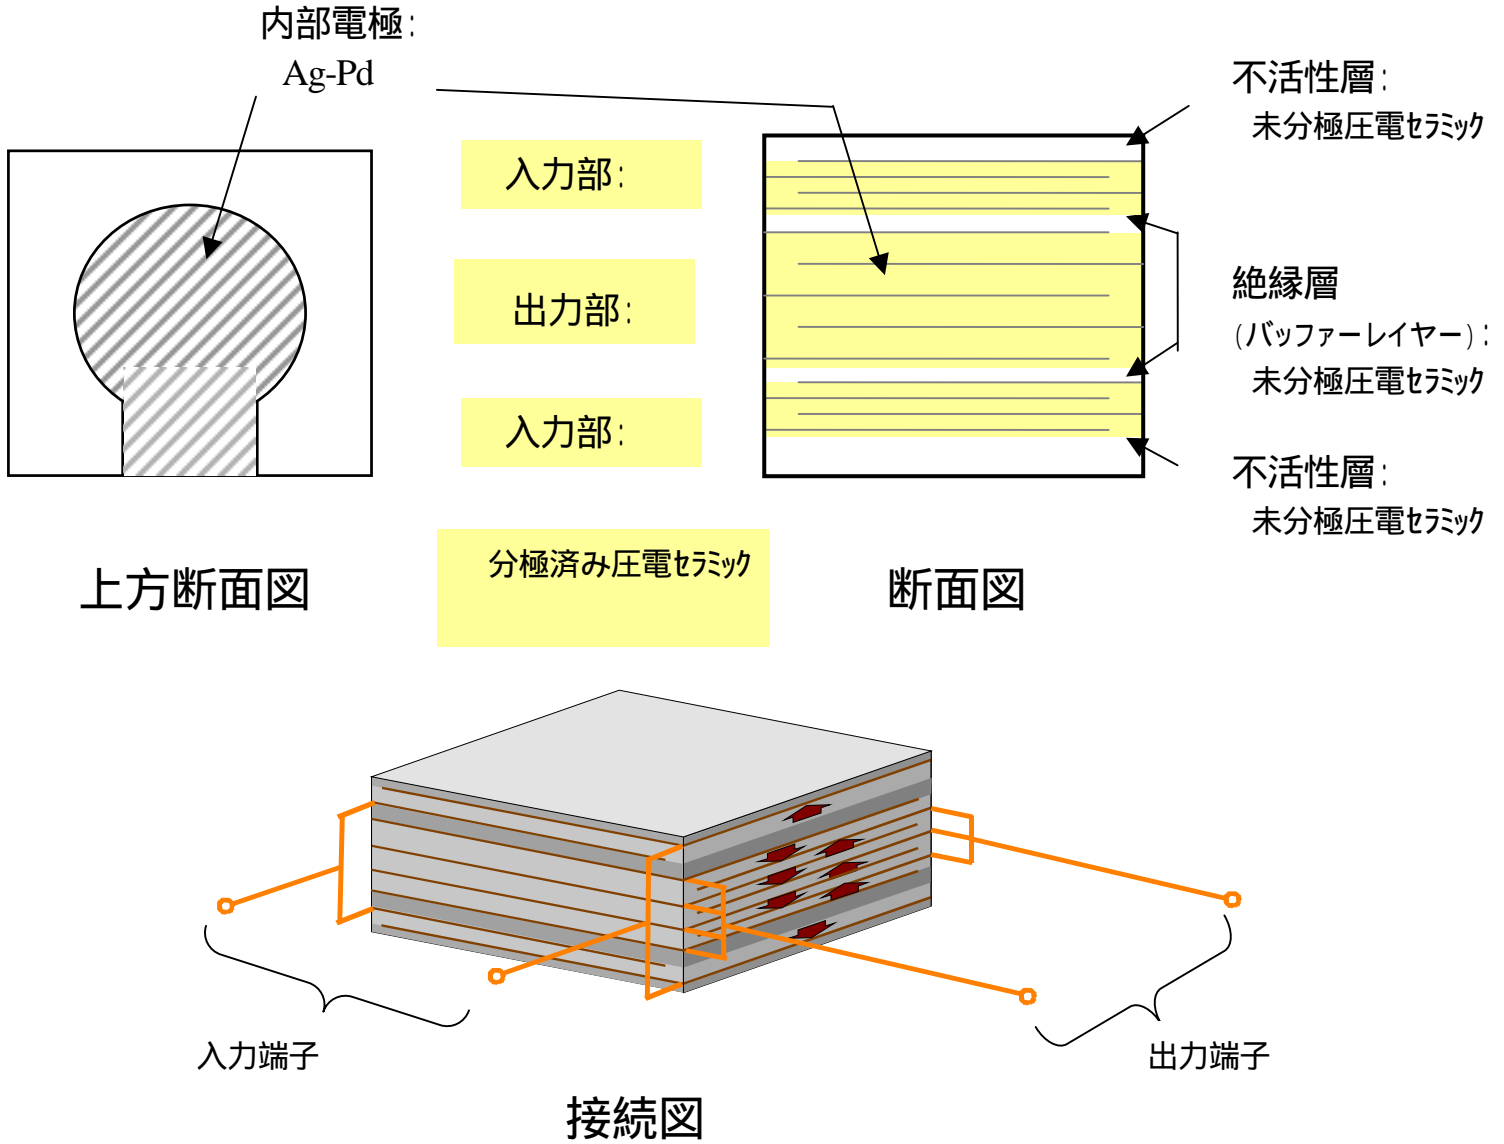 内部電極:
Ag-Pd
不活性層:
未分極圧電ｾﾗﾐｯｸ
入力部:
出力部:
絶縁層
(バッファーレイヤー):
未分極圧電ｾﾗﾐｯｸ
入力部:
不活性層:
未分極圧電ｾﾗﾐｯｸ
分極済み圧電ｾﾗﾐｯｸ
上方断面図
断面図
入力端子
出力端子
接続図